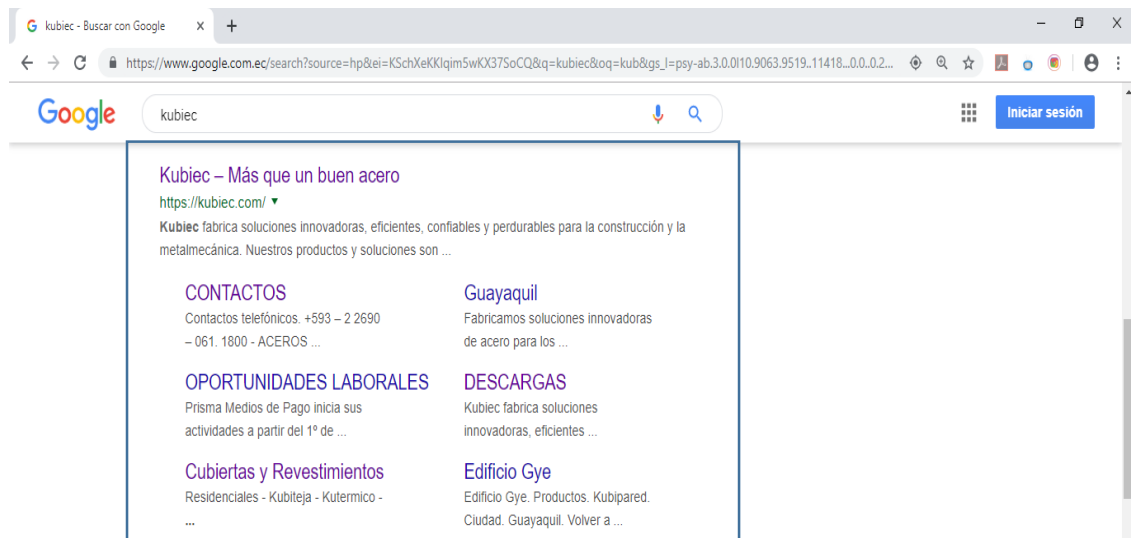 kubiec - Buscar con Google
https://www.google.com.ec/search?source=hp&ei=KSchXeKKIqim5wKX37SoCQ&q=kubiec&oq=kub&gs_l=psy-ab.3.0.0l10.9063.9519..11418...0.0..0.2...
Google
kubiec
Iniciar sesión
Kubiec – Más que un buen acero
https://kubiec.com/
Kubiec fabrica soluciones innovadoras, eficientes, confiables y perdurables para la construcción y la
metalmecánica. Nuestros productos y soluciones son ...
CONTACTOS
Contactos telefónicos. +593 – 2 2690
– 061. 1800 - ACEROS ...
Guayaquil
Fabricamos soluciones innovadoras
de acero para los ...
OPORTUNIDADES LABORALES
Prisma Medios de Pago inicia sus
actividades a partir del 1º de ...
DESCARGAS
Kubiec fabrica soluciones
innovadoras, eficientes ...
Cubiertas y Revestimientos
Residenciales - Kubiteja - Kutermico -
...
Edificio Gye
Edificio Gye. Productos. Kubipared.
Ciudad. Guayaquil. Volver a ...